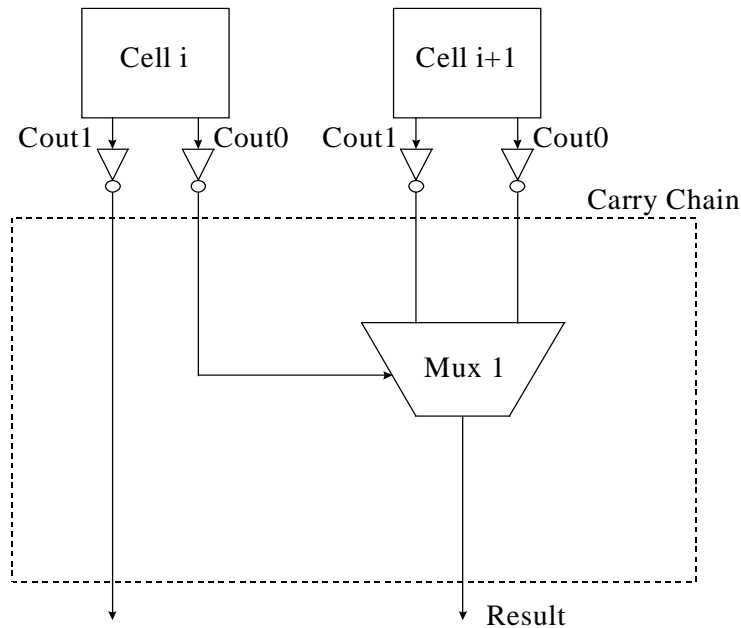 Cell i
Cell i+1
Cout1
Cout0
Cout1
Cout0
Carry Chain
Mux 1
Result